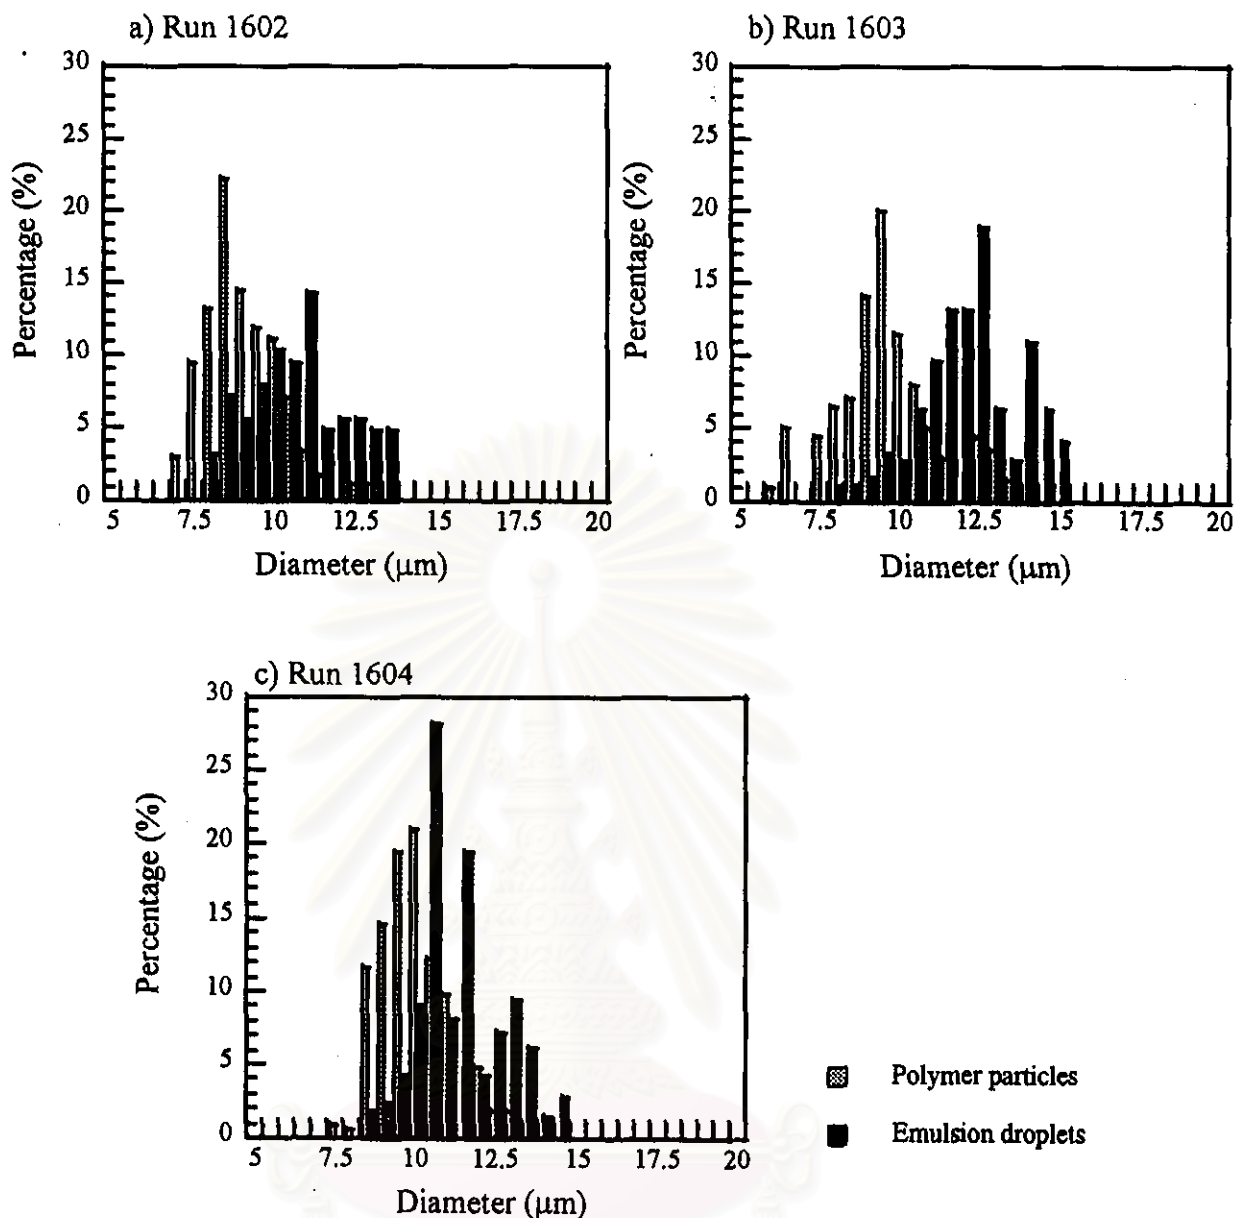 a) Run 1602
30
25
20
15
10
5
0
Percentage (%)
5 7.5 10 12.5 15 17.5 20
Diameter (μm)
b) Run 1603
30
25
20
15
10
5
0
Percentage (%)
5 7.5 10 12.5 15 17.5 20
Diameter (μm)
c) Run 1604
30
25
20
15
10
5
0
Percentage (%)
5 7.5 10 12.5 15 17.5 20
Diameter (μm)
Polymer particles
Emulsion droplets